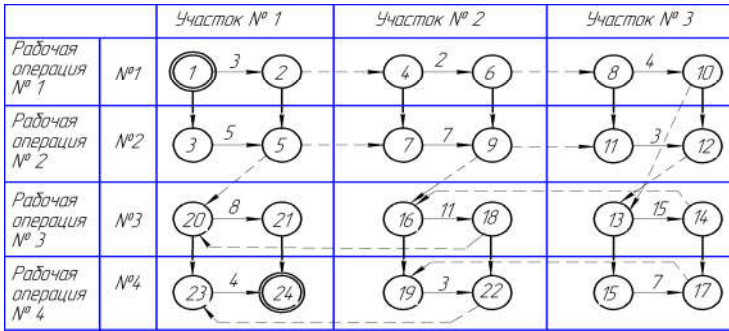 Участок № 1 Участок № 2 Участок № 3
Рабочая
операция
№ 1
№1
1 3 2 4 2 6 8 4 10
Рабочая
операция
№ 2
№2
3 5 5 7 7 9 11 3 12
Рабочая
операция
№ 3
№3
20 8 21 16 11 18 13 15 14
Рабочая
операция
№ 4
№4
23 4 24 19 3 22 15 7 17